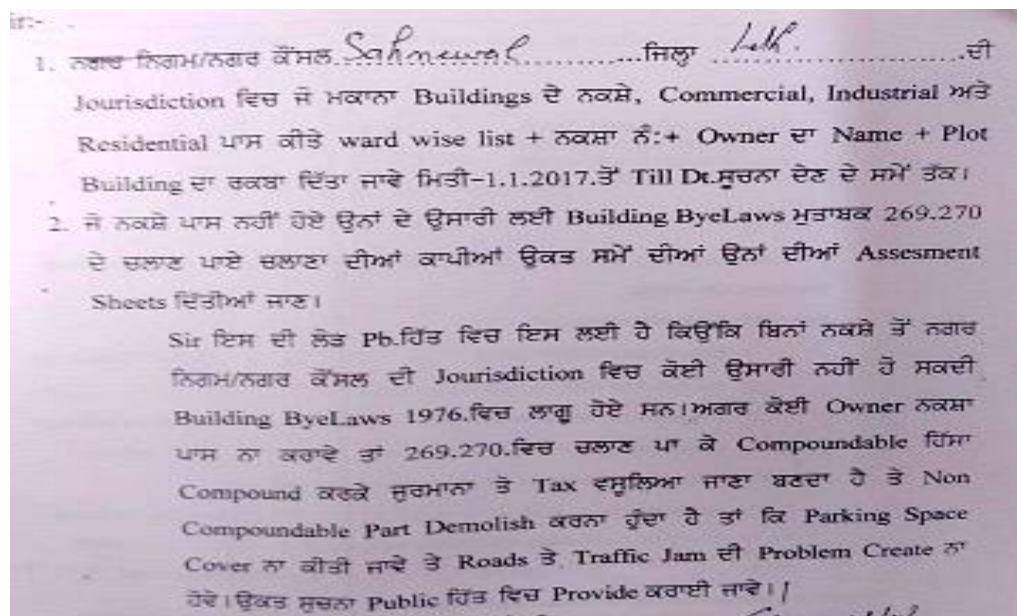 ir:-
1. ਨਗਰ ਨਿਗਮ/ਨਗਰ ਕੌਂਸਲ Sahnewal..............ਜਿਲ੍ਹਾ Ldh. ........................ਦੀ
Jourisdiction ਵਿਚ ਜੋ ਮਕਾਨਾ Buildings ਦੇ ਨਕਸ਼ੇ, Commercial, Industrial ਅਤੇ
Residential ਪਾਸ ਕੀਤੇ ward wise list + ਨਕਸ਼ਾ ਨੰ:+ Owner ਦਾ Name + Plot
Building ਦਾ ਰਕਬਾ ਦਿੱਤਾ ਜਾਵੇ ਮਿਤੀ-1.1.2017.ਤੋਂ Till Dt.ਸੂਚਨਾ ਦੇਣ ਦੇ ਸਮੇਂ ਤੱਕ।
2. ਜੋ ਨਕਸ਼ੇ ਪਾਸ ਨਹੀਂ ਹੋਏ ਉਨਾਂ ਦੇ ਉਸਾਰੀ ਲਈ Building ByeLaws ਮੁਤਾਬਕ 269.270
ਦੇ ਚਲਾਣ ਪਾਏ ਚਲਾਣਾ ਦੀਆਂ ਕਾਪੀਆਂ ਉਕਤ ਸਮੇਂ ਦੀਆਂ ਉਨਾਂ ਦੀਆਂ Assesment
Sheets ਦਿੱਤੀਆਂ ਜਾਣ।
Sir ਇਸ ਦੀ ਲੋੜ Pb.ਹਿੱਤ ਵਿਚ ਇਸ ਲਈ ਹੈ ਕਿਉਂਕਿ ਬਿਨਾਂ ਨਕਸ਼ੇ ਤੋਂ ਨਗਰ
ਨਿਗਮ/ਨਗਰ ਕੌਂਸਲ ਦੀ Jourisdiction ਵਿਚ ਕੋਈ ਉਸਾਰੀ ਨਹੀਂ ਹੋ ਸਕਦੀ
Building ByeLaws 1976.ਵਿਚ ਲਾਗੂ ਹੋਏ ਸਨ।ਅਗਰ ਕੋਈ Owner ਨਕਸ਼ਾ
ਪਾਸ ਨਾ ਕਰਾਵੇ ਤਾਂ 269.270.ਵਿਚ ਚਲਾਣ ਪਾ ਕੇ Compoundable ਹਿੱਸਾ
Compound ਕਰਕੇ ਜੁਰਮਾਨਾ ਤੇ Tax ਵਸੂਲਿਆ ਜਾਣਾ ਬਣਦਾ ਹੈ ਤੇ Non
Compoundable Part Demolish ਕਰਨਾ ਹੁੰਦਾ ਹੈ ਤਾਂ ਕਿ Parking Space
Cover ਨਾ ਕੀਤੀ ਜਾਵੇ ਤੇ Roads ਤੇ Traffic Jam ਦੀ Problem Create ਨਾ
ਹੋਵੇ।ਉਕਤ ਸੂਚਨਾ Public ਹਿੱਤ ਵਿਚ Provide ਕਰਾਈ ਜਾਵੇ।